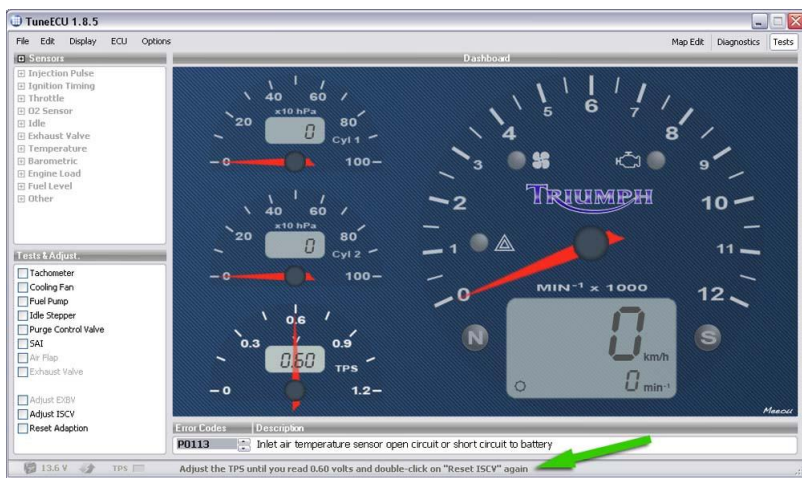 TuneECU 1.8.5
File Edit Display ECU Options Map Edit Diagnostics Tests
Sensors
Injection Pulse
Ignition Timing
Throttle
O2 Sensor
Idle
Exhaust Valve
Temperature
Barometric
Engine Load
Fuel Level
Other
Tests & Adjust.
Tachometer
Cooling Fan
Fuel Pump
Idle Stepper
Purge Control Valve
SAI
Air Flap
Exhaust Valve
Adjust EXBV
Adjust ISCV
Reset Adaption
Dashboard
40 60
20 x10 hPa 80
0 Cyl 1
0 100
40 60
20 x10 hPa 80
0 Cyl 2
0 100
0.6
0.3 V 0.9
0.60 TPS
0 1.2
5 6 7
4 8
3 9
TRIUMPH
2 10
1 11
0 MIN-1 x 1000 12
N 0 km/h S
0 min-1
Meecu
Error Codes Description
P0113 Inlet air temperature sensor open circuit or short circuit to battery
13.6 V TPS Adjust the TPS until you read 0.60 volts and double-click on "Reset ISCV" again